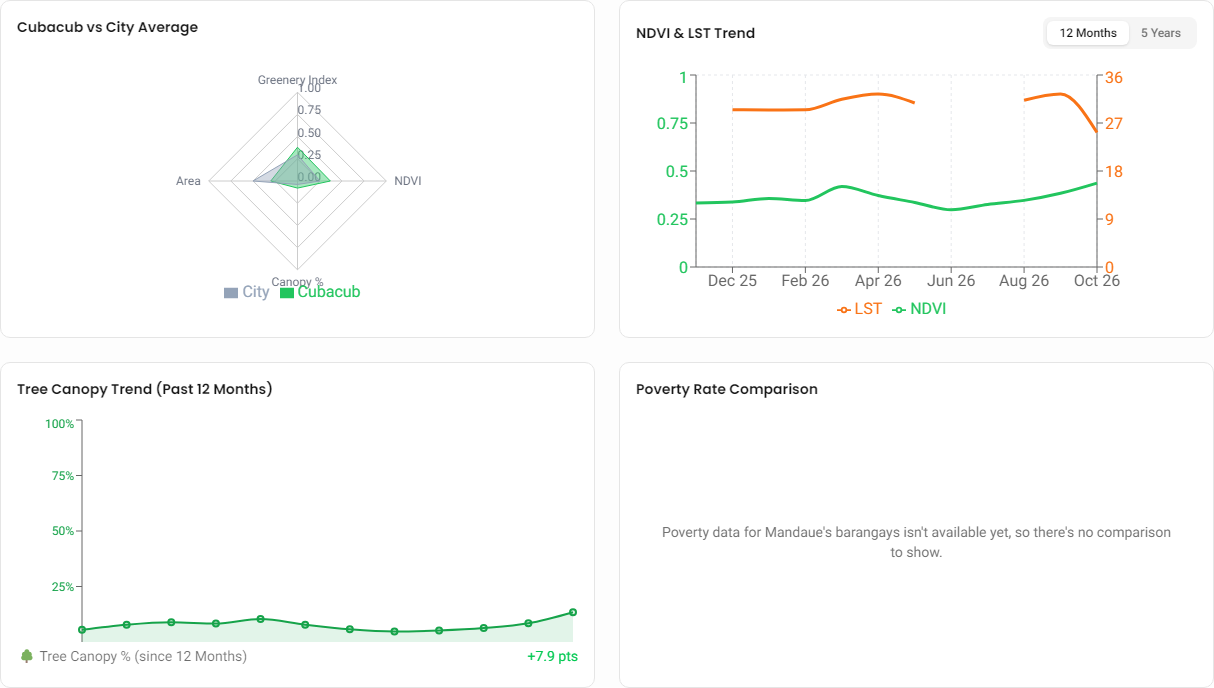 Cubacub vs City Average
Greenery Index
1.00
0.75
0.50
0.25
0.00
Area
NDVI
Canopy %
City
Cubacub
NDVI & LST Trend
12 Months
5 Years
1
0.75
0.5
0.25
0
36
27
18
9
0
Dec 25
Feb 26
Apr 26
Jun 26
Aug 26
Oct 26
LST
NDVI
Tree Canopy Trend (Past 12 Months)
100%
75%
50%
25%
Tree Canopy % (since 12 Months)
+7.9 pts
Poverty Rate Comparison
Poverty data for Mandaue's barangays isn't available yet, so there's no comparison
to show.